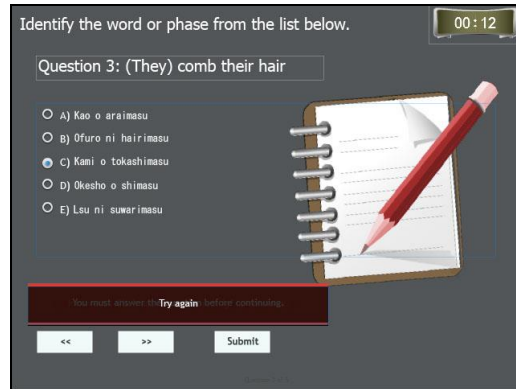 Identify the word or phase from the list below.
00:12
Question 3: (They) comb their hair
A) Kao o araimasu
B) Ofuro ni hairimasu
C) Kami o tokashimasu
D) Okesho o shimasu
E) Lsu ni suwarimasu
You must answer the
Try again
before continuing.
<<
>>
Submit